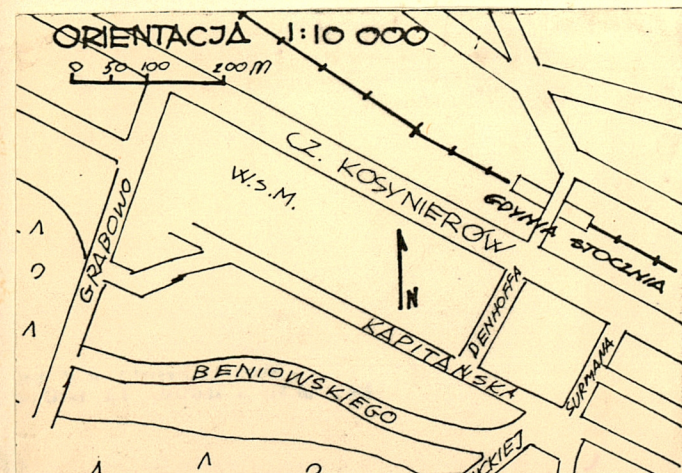 ORIENTACJA 1:10 000
0 50 100 200 M
CZ. KOSYNIERÓW
W.S.M.
GDYNIA STOCZNIA
GRABOWO
N
DENHOFFA
KAPITAŃSKA
SURMANA
BENIOWSKIEGO